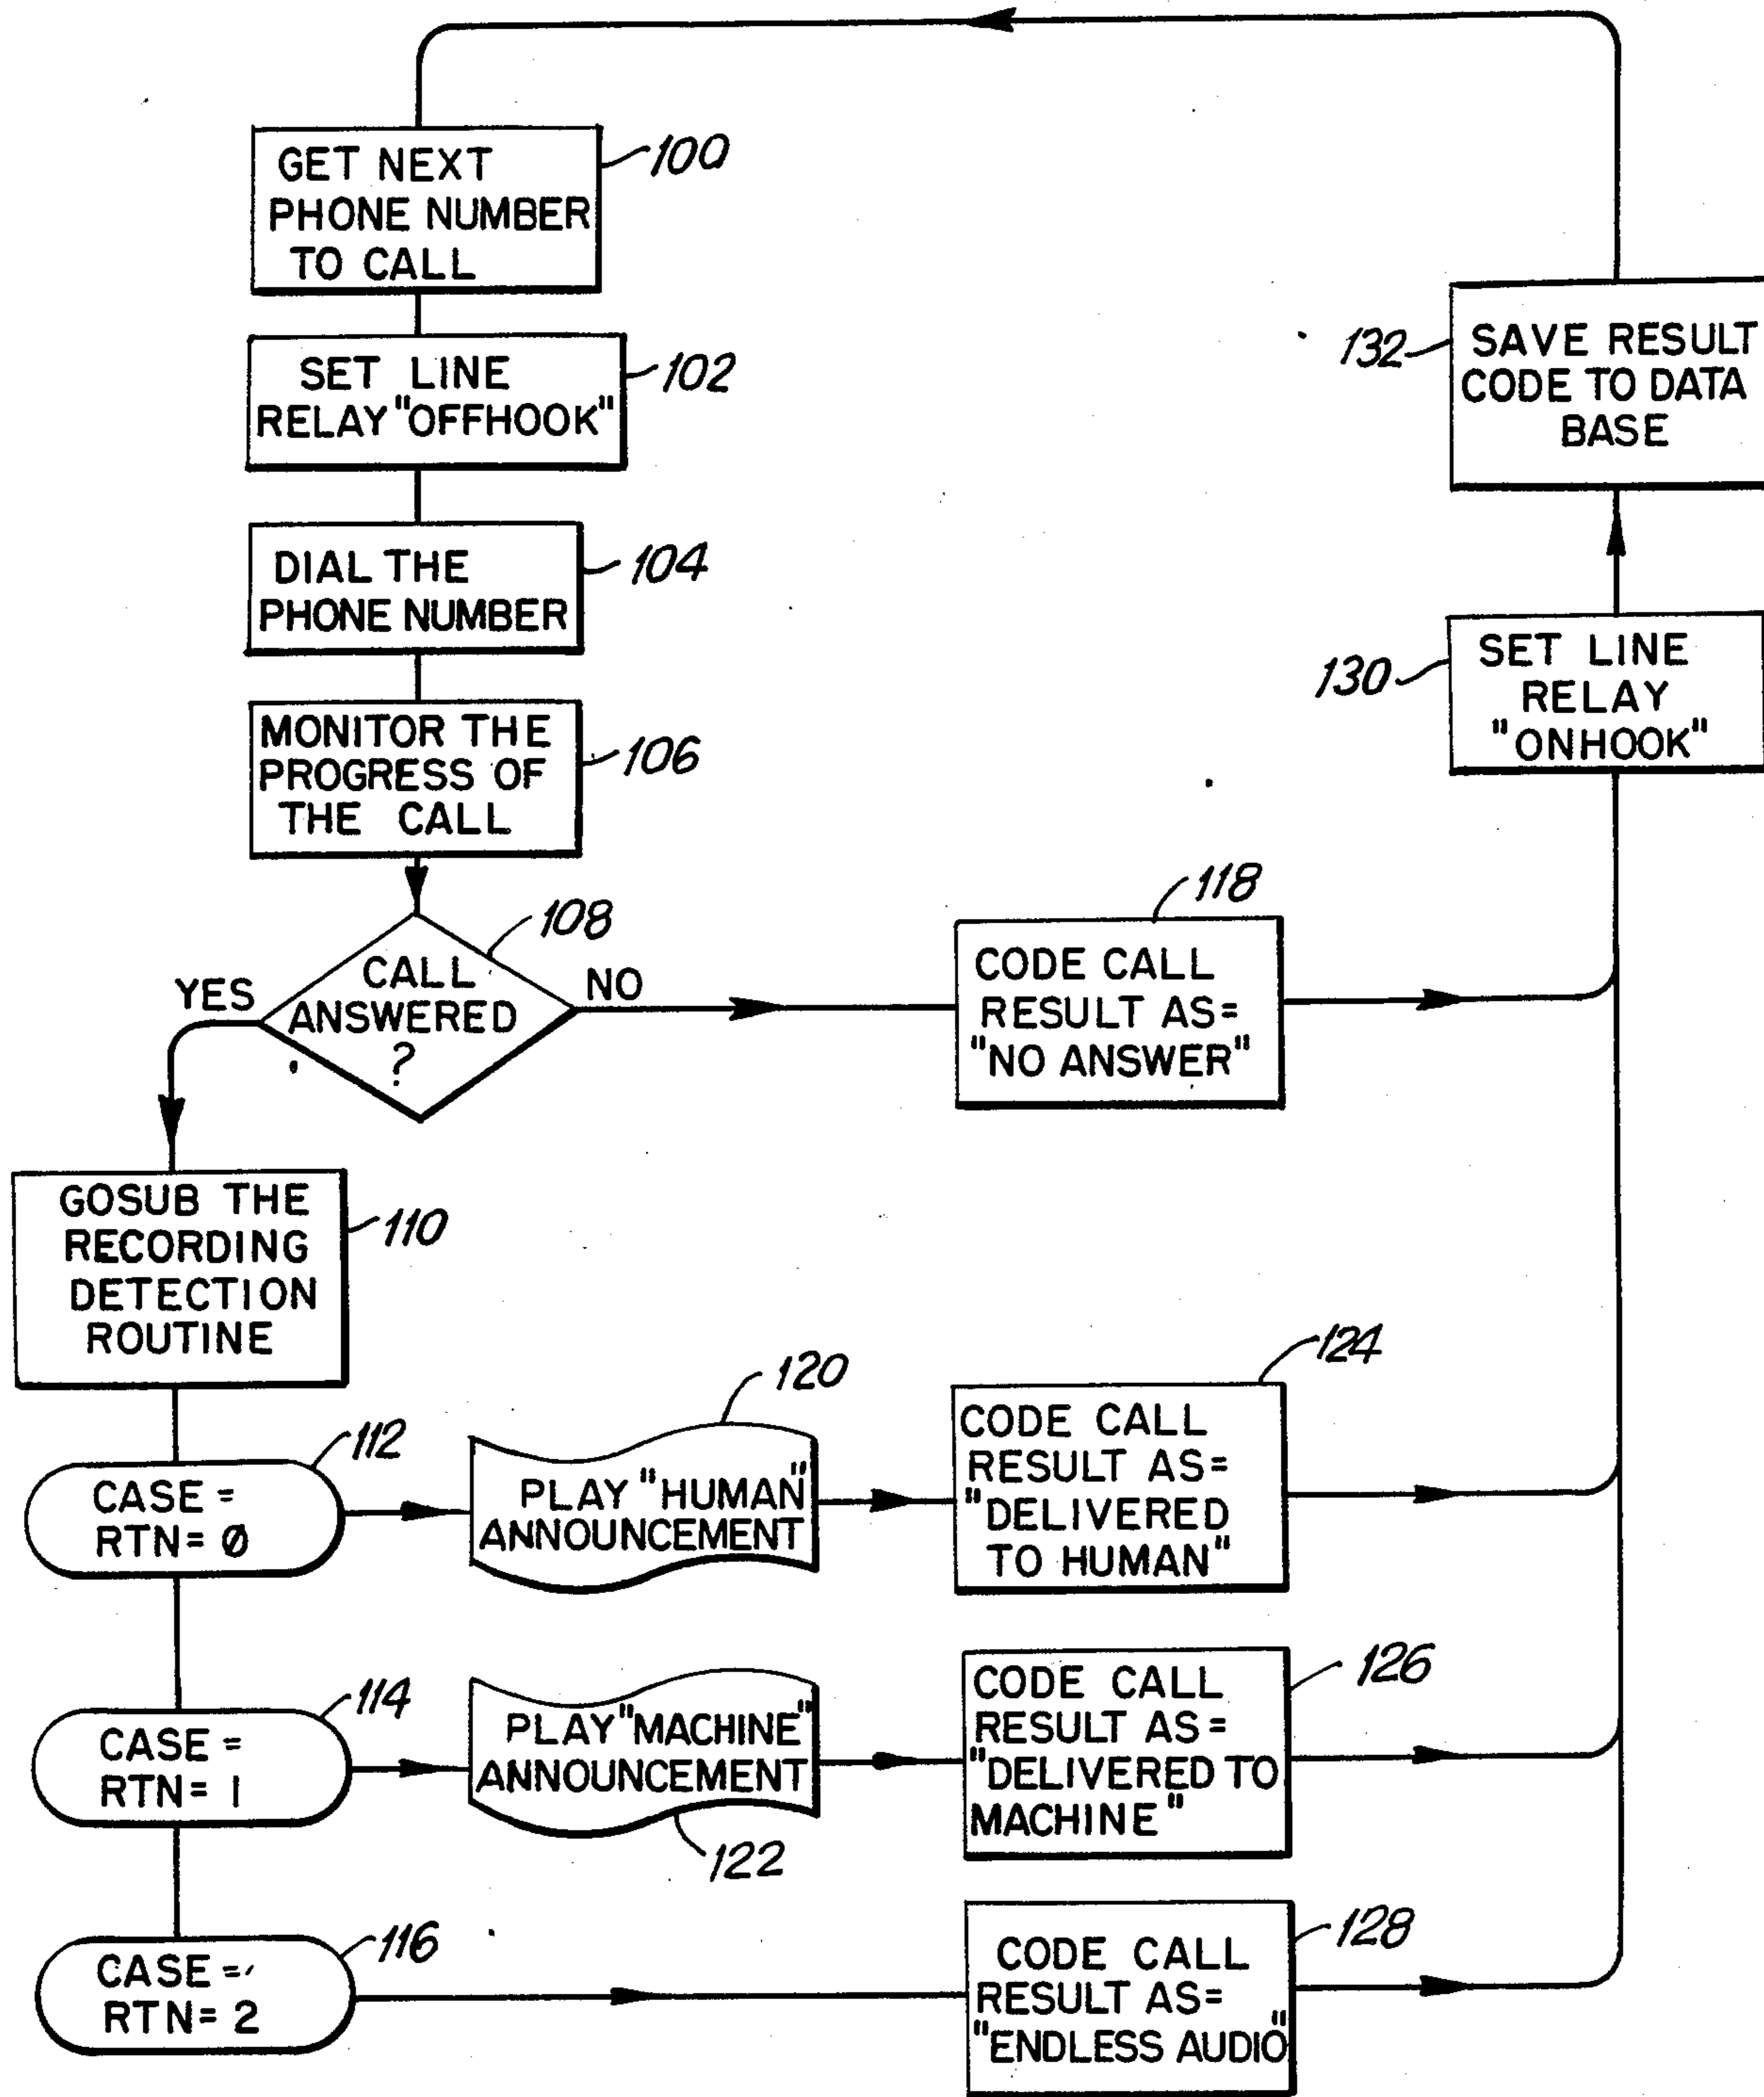 GET NEXT
PHONE NUMBER
TO CALL
100
SET LINE
RELAY "OFFHOOK"
102
DIAL THE
PHONE NUMBER
104
MONITOR THE
PROGRESS OF
THE CALL
106
CALL
ANSWERED
?
108
YES
NO
CODE CALL
RESULT AS=
"NO ANSWER"
118
132
SAVE RESULT
CODE TO DATA
BASE
130
SET LINE
RELAY
"ONHOOK"
GOSUB THE
RECORDING
DETECTION
ROUTINE
110
CASE =
RTN= Ø
112
PLAY "HUMAN"
ANNOUNCEMENT
120
CODE CALL
RESULT AS=
"DELIVERED
TO HUMAN"
124
CASE =
RTN= 1
114
PLAY "MACHINE"
ANNOUNCEMENT
122
CODE CALL
RESULT AS=
"DELIVERED TO
MACHINE"
126
CASE =
RTN= 2
116
CODE CALL
RESULT AS=
"ENDLESS AUDIO"
128